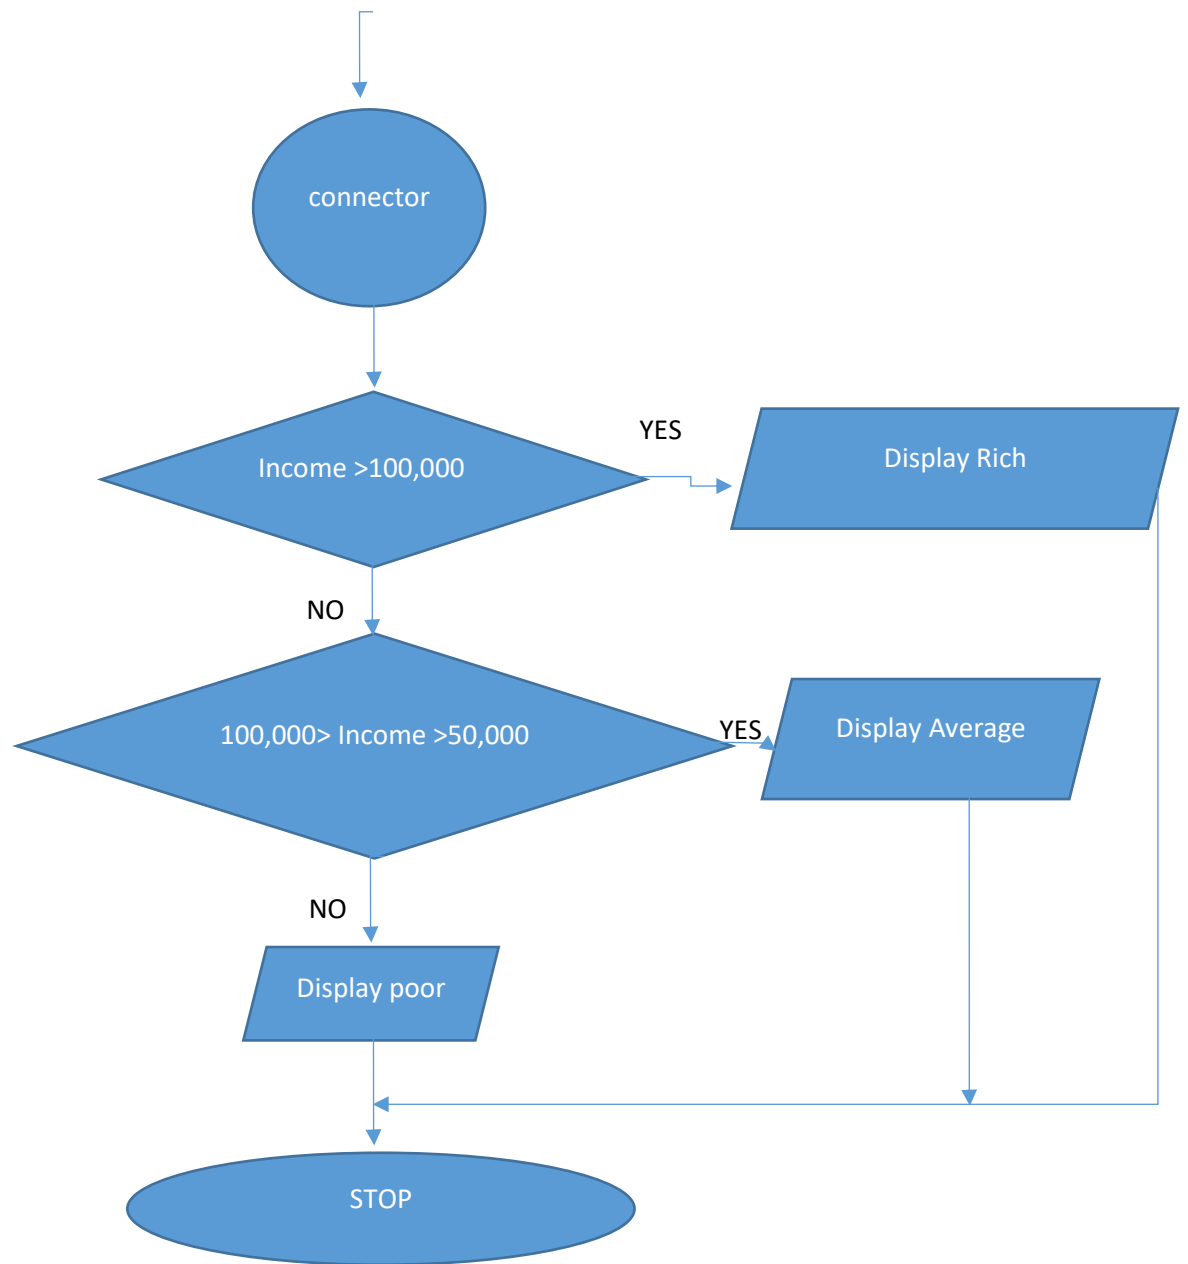 connector
YES
Income >100,000
Display Rich
NO
100,000> Income >50,000
YES
Display Average
NO
Display poor
STOP